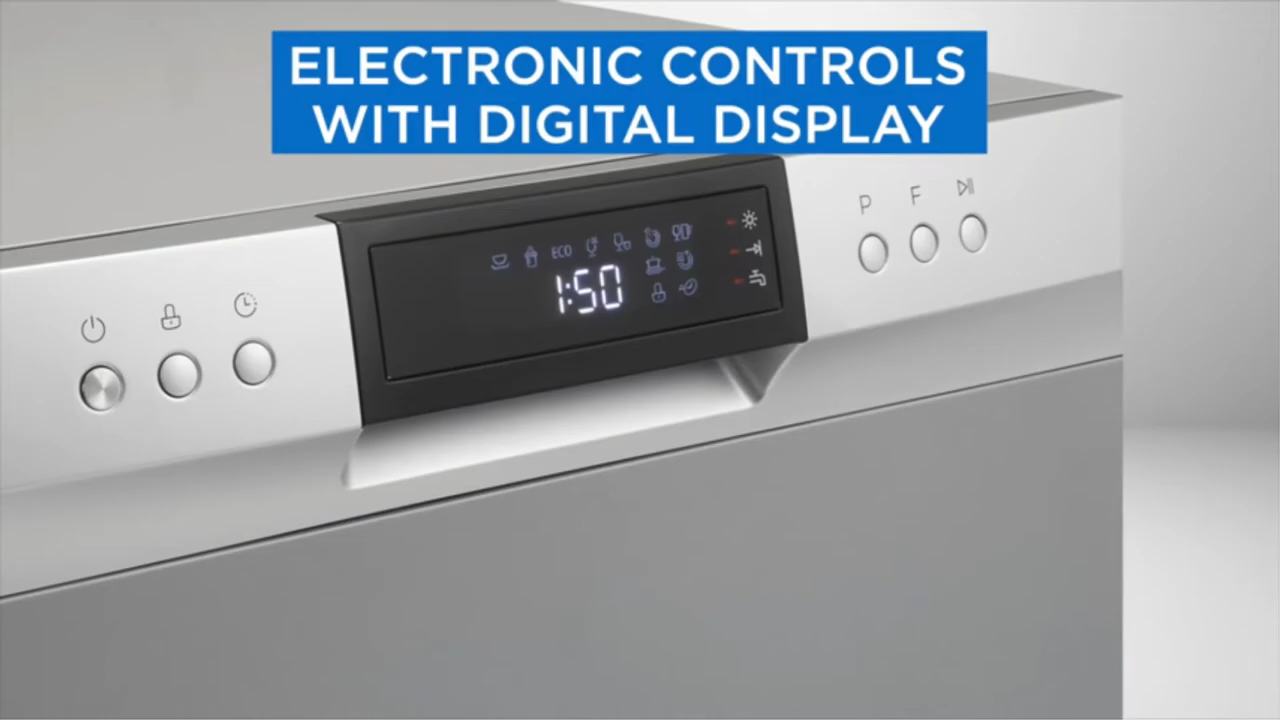 ELECTRONIC CONTROLS
WITH DIGITAL DISPLAY
P F
ECO
1:50